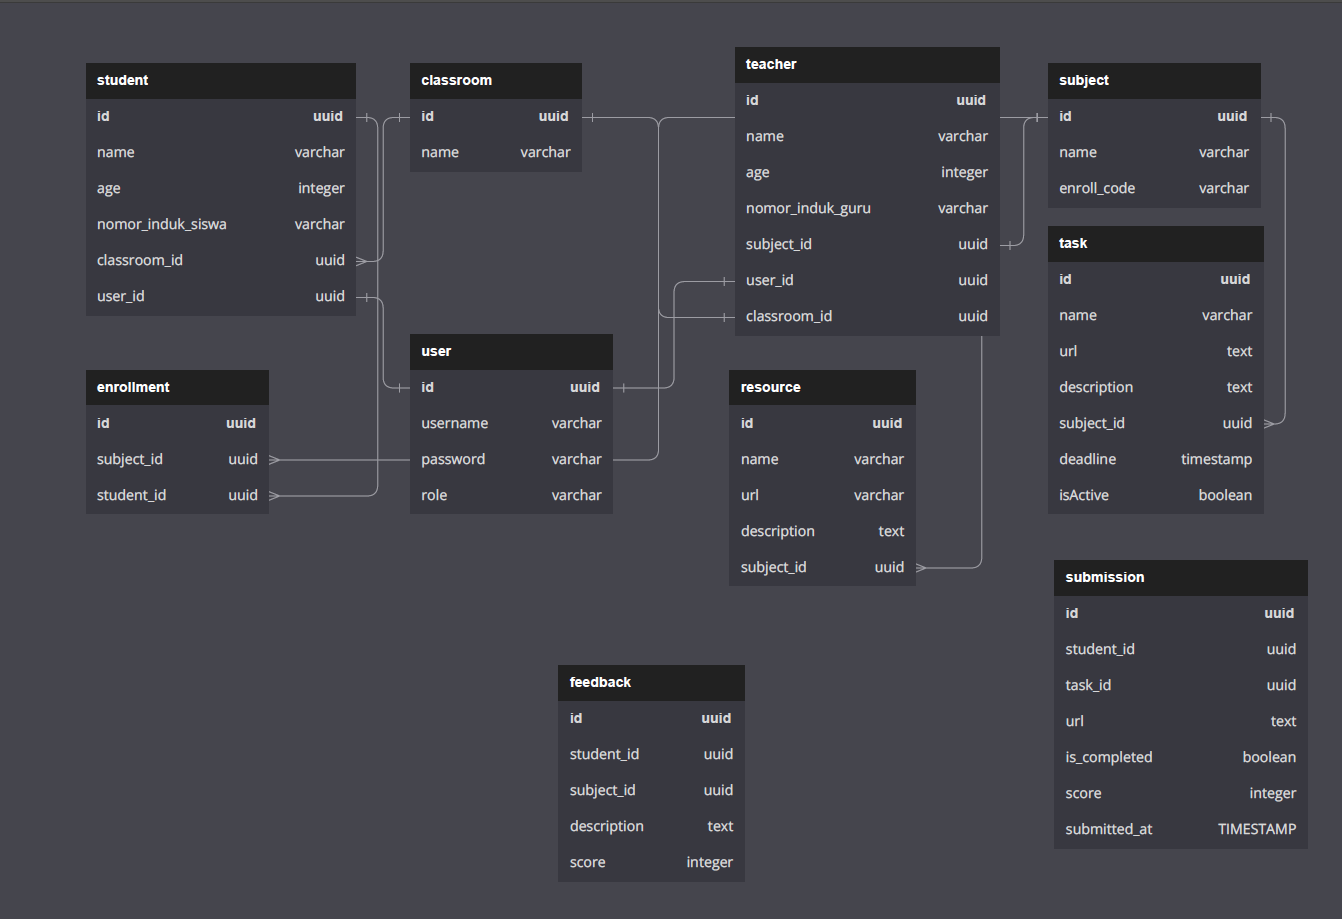 student
id uuid
name varchar
age integer
nomor_induk_siswa varchar
classroom_id uuid
user_id uuid
classroom
id uuid
name varchar
teacher
id uuid
name varchar
age integer
nomor_induk_guru varchar
subject_id uuid
user_id uuid
classroom_id uuid
subject
id uuid
name varchar
enroll_code varchar
task
id uuid
name varchar
url text
description text
subject_id uuid
deadline timestamp
isActive boolean
enrollment
id uuid
subject_id uuid
student_id uuid
user
id uuid
username varchar
password varchar
role varchar
resource
id uuid
name varchar
url varchar
description text
subject_id uuid
submission
id uuid
student_id uuid
task_id uuid
url text
is_completed boolean
score integer
submitted_at TIMESTAMP
feedback
id uuid
student_id uuid
subject_id uuid
description text
score integer